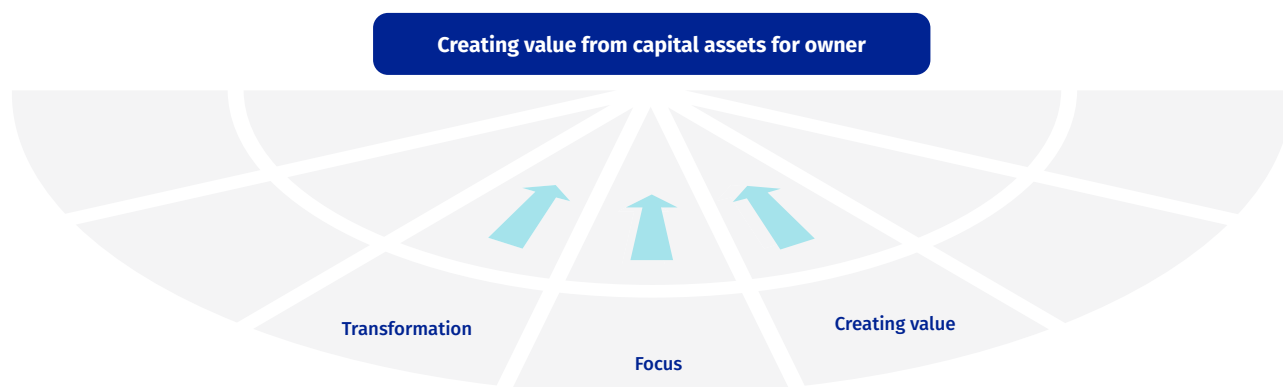 Creating value from capital assets for owner
Transformation
Focus
Creating value